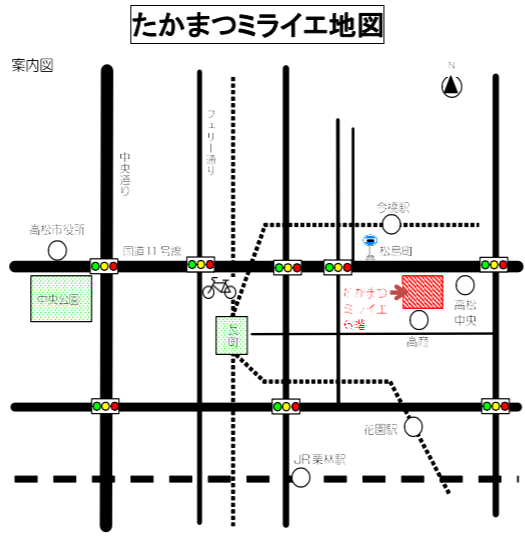 たかまつミライエ地図
案内図
N
中央通り
フェリー通り
今橋駅
高松市役所
国道11号線
松島町
中央公園
たかまつ
ミライエ
6階
高松
中央
高商
瓦町
花園駅
JR栗林駅